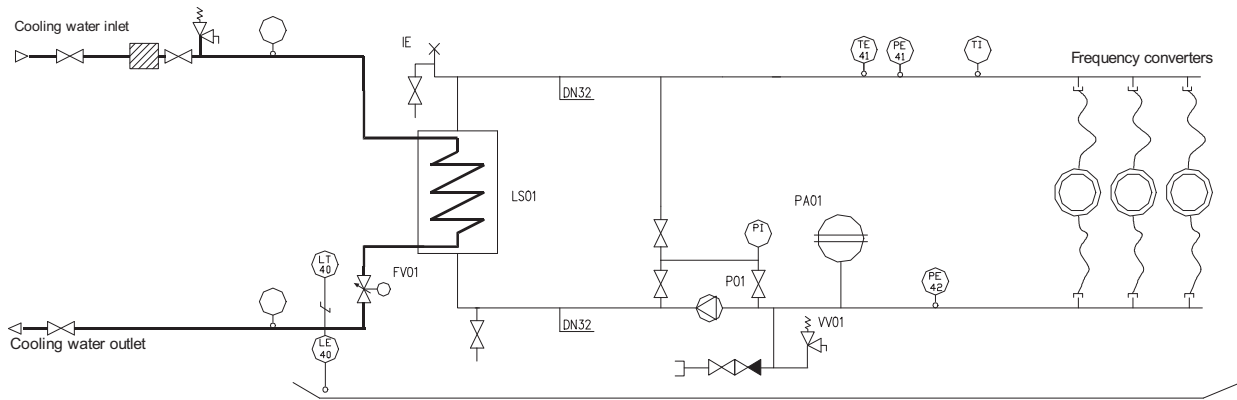 Cooling water inlet
IE
TE
41
PE
41
TI
Frequency converters
DN32
LS01
PA01
LT
40
FV01
PI
P01
PE
42
DN32
VV01
Cooling water outlet
LE
40